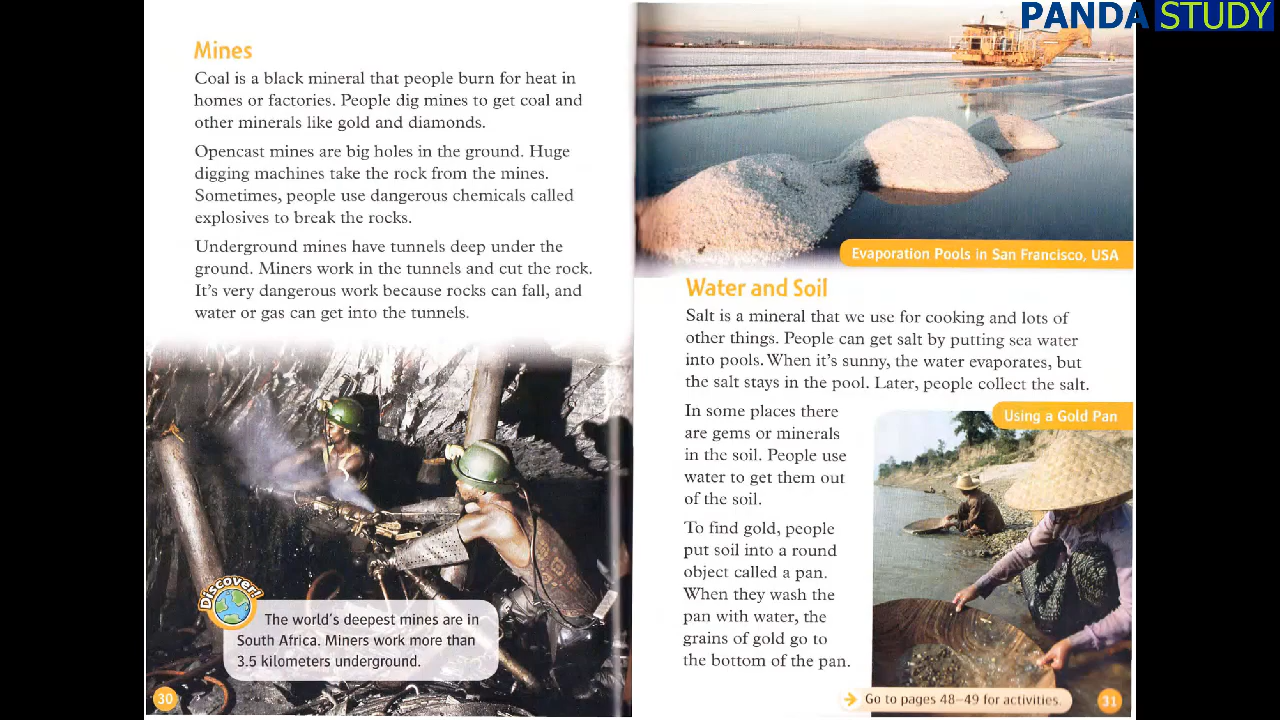 PANDA STUDY
Mines
Coal is a black mineral that people burn for heat in
homes or factories. People dig mines to get coal and
other minerals like gold and diamonds.
Opencast mines are big holes in the ground. Huge
digging machines take the rock from the mines.
Sometimes, people use dangerous chemicals called
explosives to break the rocks.
Underground mines have tunnels deep under the
ground. Miners work in the tunnels and cut the rock.
It's very dangerous work because rocks can fall, and
water or gas can get into the tunnels.
Discover!
The world's deepest mines are in
South Africa. Miners work more than
3.5 kilometers underground.
30
Evaporation Pools in San Francisco, USA
Water and Soil
Salt is a mineral that we use for cooking and lots of
other things. People can get salt by putting sea water
into pools. When it's sunny, the water evaporates, but
the salt stays in the pool. Later, people collect the salt.
In some places there
are gems or minerals
in the soil. People use
water to get them out
of the soil.
To find gold, people
put soil into a round
object called a pan.
When they wash the
pan with water, the
grains of gold go to
the bottom of the pan.
Using a Gold Pan
Go to pages 48–49 for activities.
31